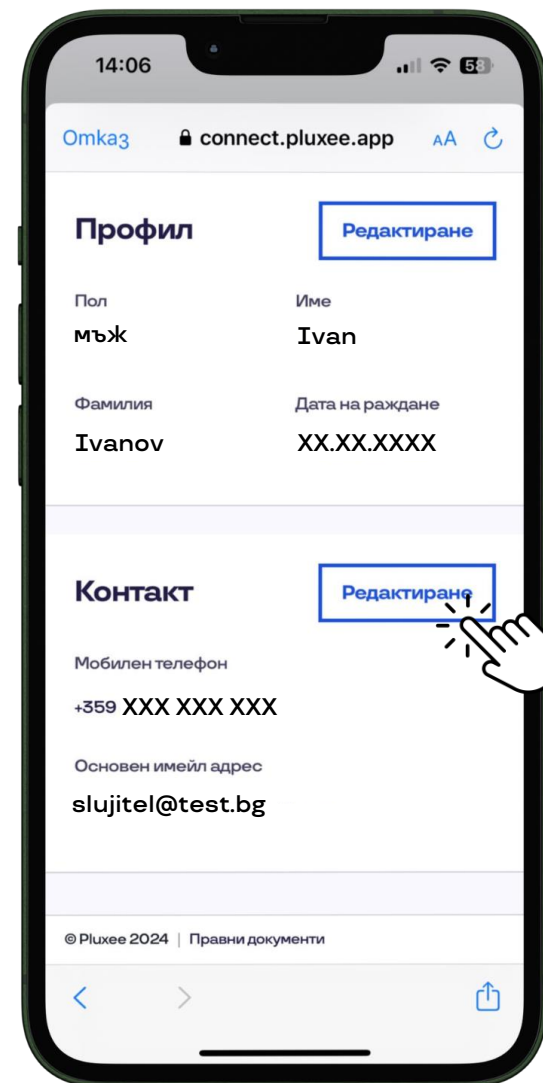 14:06
58
Отказ connect.pluxee.app AA
Профил Редактиране
Пол Име
мъж Ivan
Фамилия Дата на раждане
Ivanov XX.XX.XXXX
Контакт Редактиране
Мобилен телефон
+359 XXX XXX XXX
Основен имейл адрес
slujitel@test.bg
© Pluxee 2024 | Правни документи